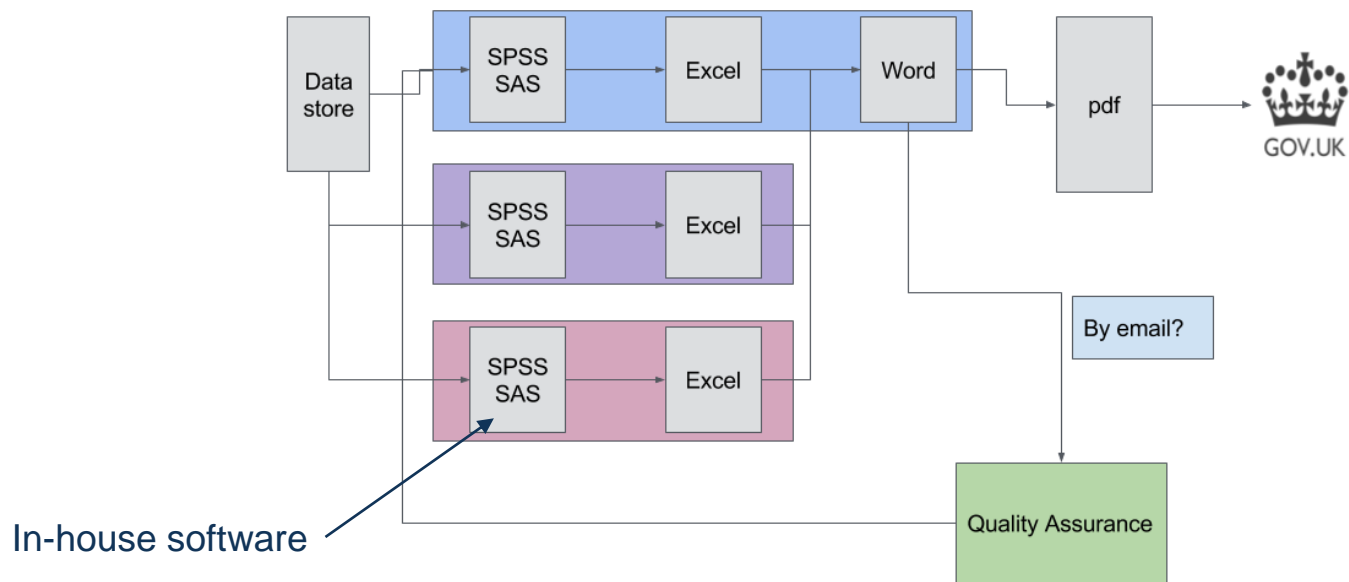 Data
store
SPSS
SAS
Excel
Word
pdf
GOV.UK
SPSS
SAS
Excel
By email?
SPSS
SAS
Excel
In-house software
Quality Assurance